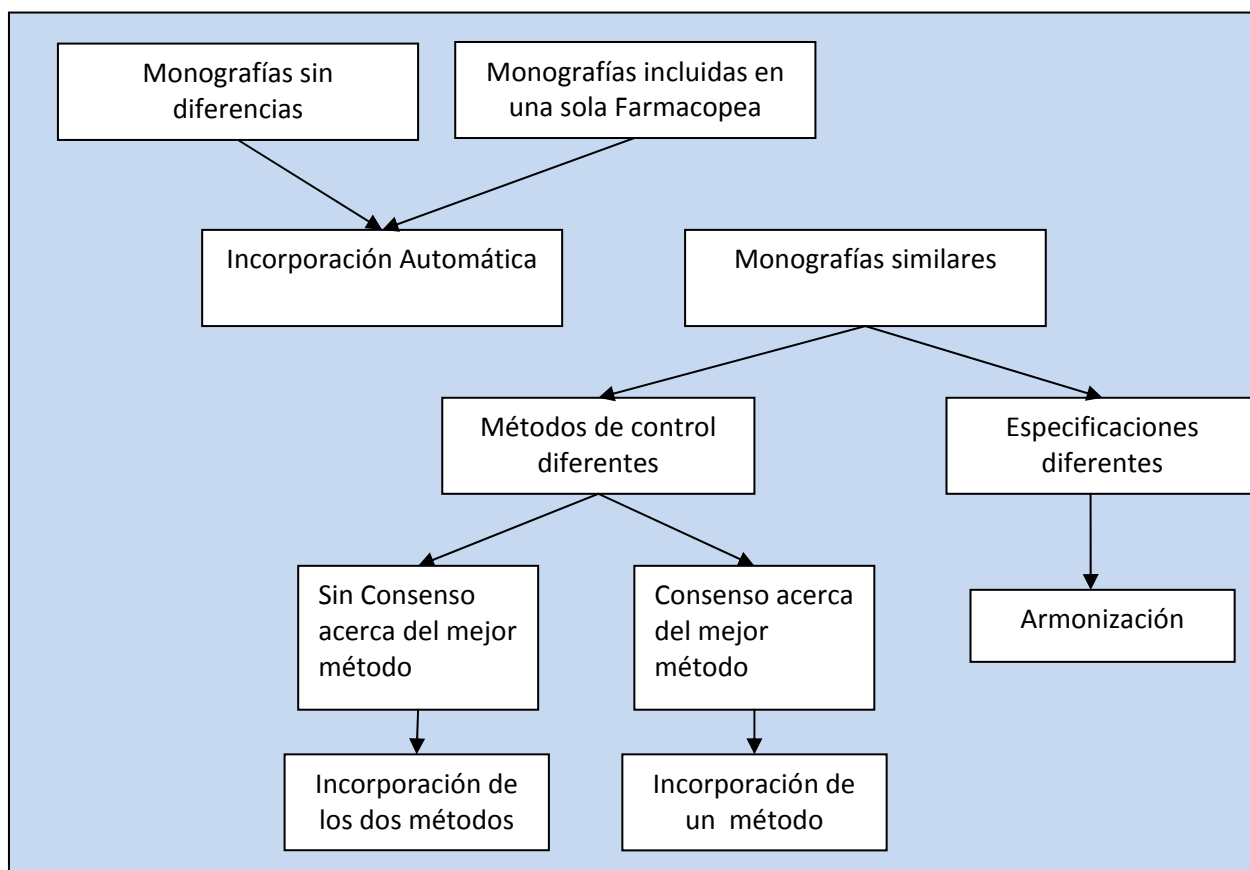 Monografías sin
diferencias
Monografías incluidas en
una sola Farmacopea
Incorporación Automática
Monografías similares
Métodos de control
diferentes
Especificaciones
diferentes
Sin Consenso
acerca del mejor
método
Consenso acerca
del mejor
método
Armonización
Incorporación de
los dos métodos
Incorporación de
un método